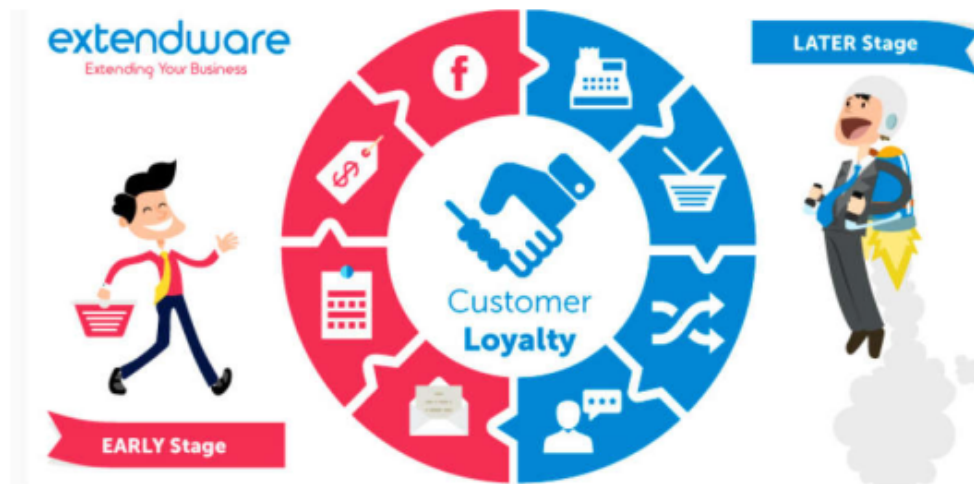 extendware
Extending Your Business
LATER Stage
f
$
Customer
Loyalty
EARLY Stage